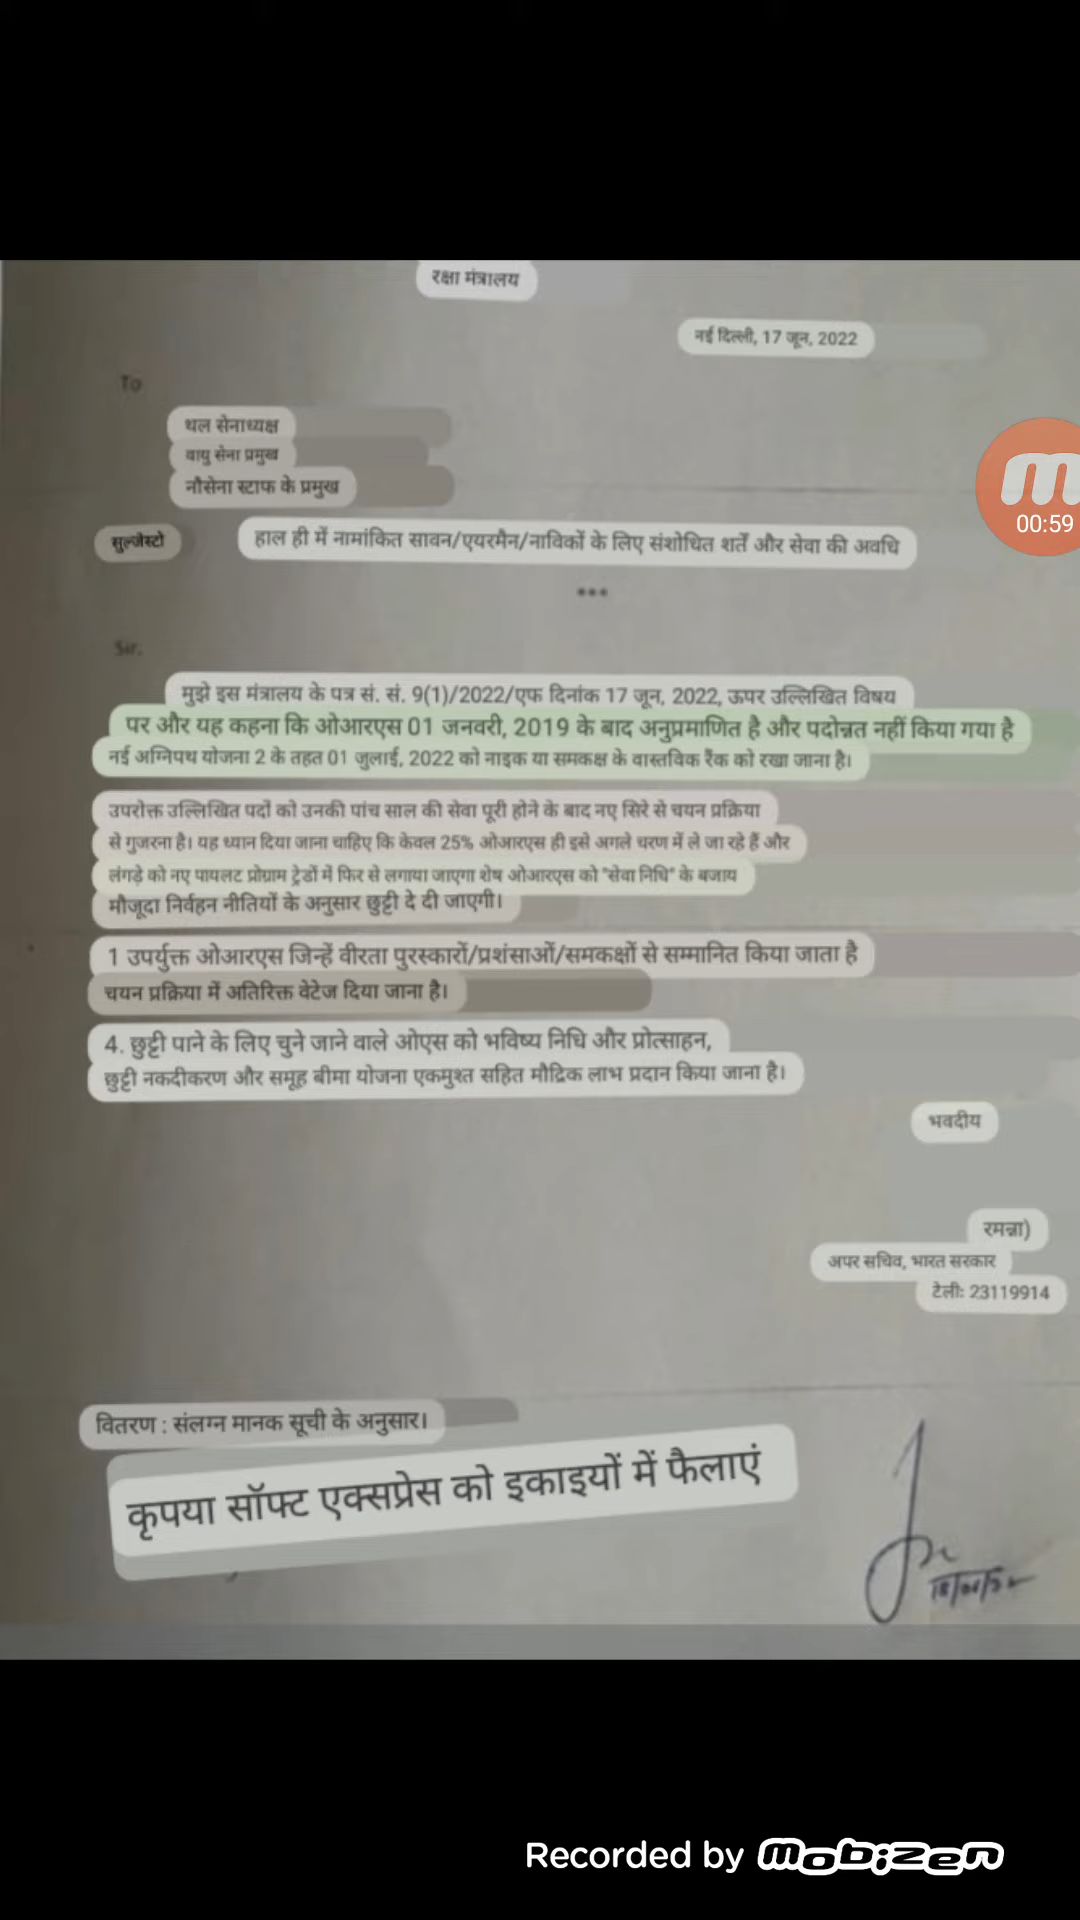 रक्षा मंत्रालय
नई दिल्ली, 17 जून, 2022
To
थल सेनाध्यक्ष
वायु सेना प्रमुख
नौसेना स्टाफ के प्रमुख
00:59
सुल्जेस्टो हाल ही में नामांकित सावन/एयरमैन/नाविकों के लिए संशोधित शर्तें और सेवा की अवधि
***
Sir.
मुझे इस मंत्रालय के पत्र सं. सं. 9(1)/2022/एफ दिनांक 17 जून, 2022, ऊपर उल्लिखित विषय
पर और यह कहना कि ओआरएस 01 जनवरी, 2019 के बाद अनुप्रमाणित है और पदोन्नत नहीं किया गया है
नई अग्निपथ योजना 2 के तहत 01 जुलाई, 2022 को नाइक या समकक्ष के वास्तविक रैंक को रखा जाना है।
उपरोक्त उल्लिखित पदों को उनकी पांच साल की सेवा पूरी होने के बाद नए सिरे से चयन प्रक्रिया
से गुजरना है। यह ध्यान दिया जाना चाहिए कि केवल 25% ओआरएस ही इसे अगले चरण में ले जा रहे हैं और
लंगड़े को नए पायलट प्रोग्राम ट्रेडों में फिर से लगाया जाएगा शेष ओआरएस को "सेवा निधि" के बजाय
मौजूदा निर्वहन नीतियों के अनुसार छुट्टी दे दी जाएगी।
1 उपर्युक्त ओआरएस जिन्हें वीरता पुरस्कारों/प्रशंसाओं/समकक्षों से सम्मानित किया जाता है
चयन प्रक्रिया में अतिरिक्त वेटेज दिया जाना है।
4. छुट्टी पाने के लिए चुने जाने वाले ओएस को भविष्य निधि और प्रोत्साहन,
छुट्टी नकदीकरण और समूह बीमा योजना एकमुश्त सहित मौद्रिक लाभ प्रदान किया जाना है।
भवदीय
रमन्ना)
अपर सचिव, भारत सरकार
टेली: 23119914
वितरण : संलग्न मानक सूची के अनुसार।
कृपया सॉफ्ट एक्सप्रेस को इकाइयों में फैलाएं
Recorded by mobizen